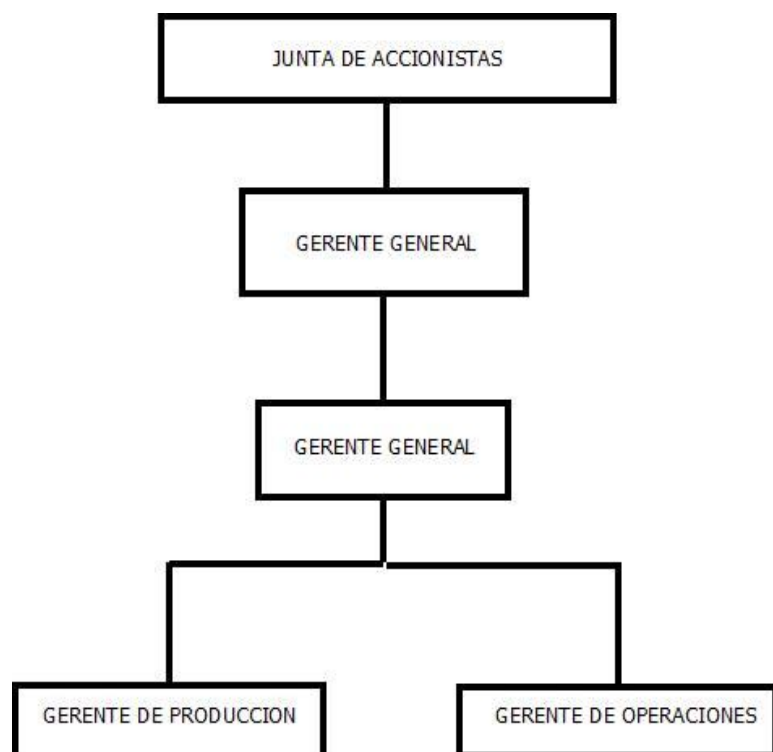 JUNTA DE ACCIONISTAS
GERENTE GENERAL
GERENTE GENERAL
GERENTE DE PRODUCCION
GERENTE DE OPERACIONES